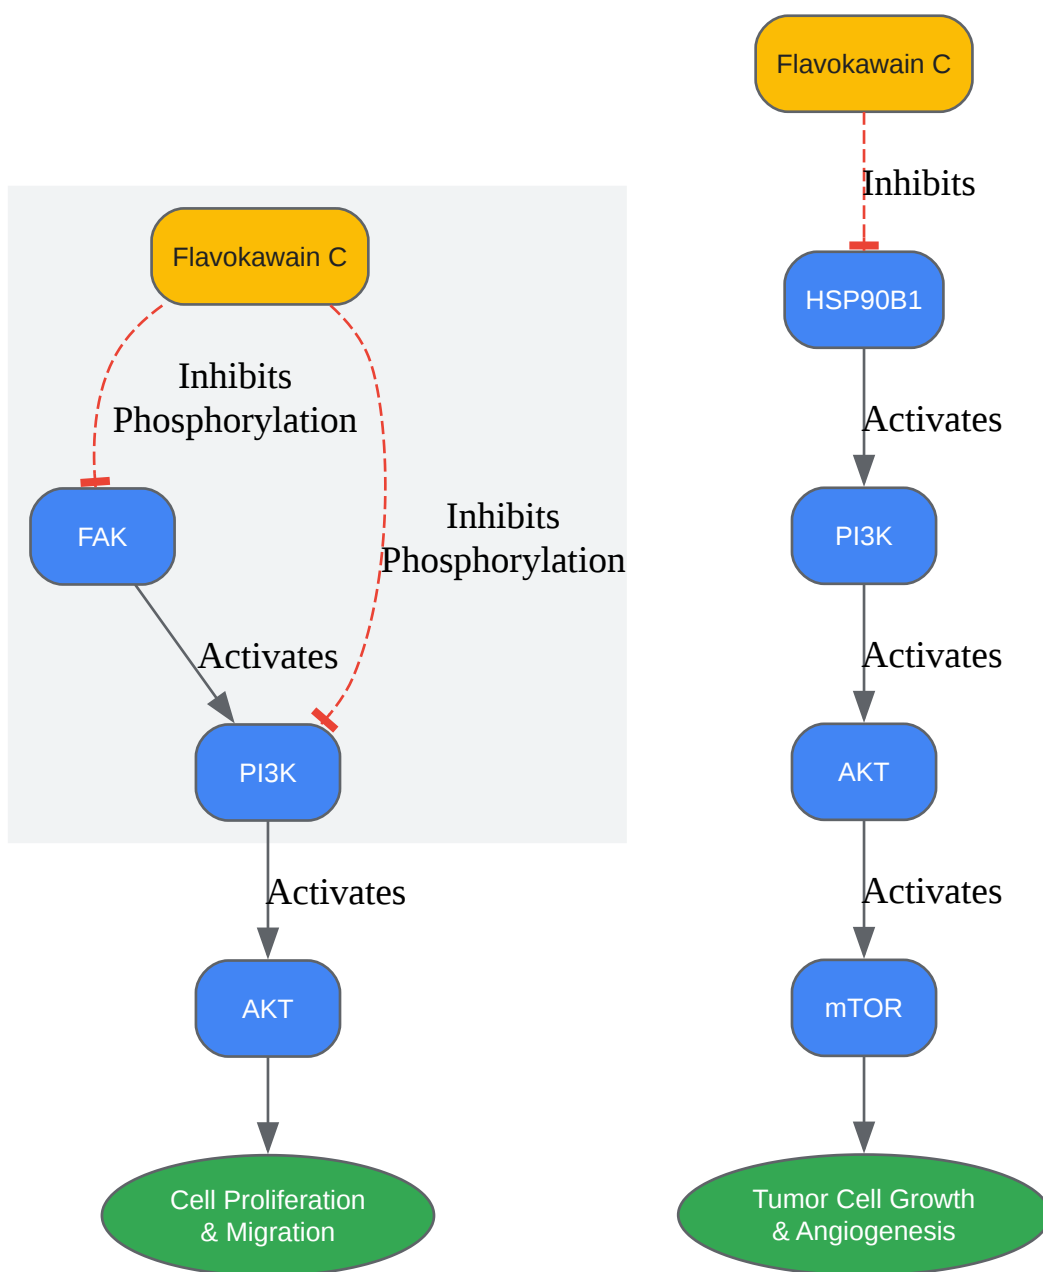 Flavokawain C
Inhibits
Phosphorylation
FAK
Inhibits
Phosphorylation
Activates
PI3K
Activates
AKT
Cell Proliferation
& Migration
Flavokawain C
Inhibits
HSP90B1
Activates
PI3K
Activates
AKT
Activates
mTOR
Tumor Cell Growth
& Angiogenesis